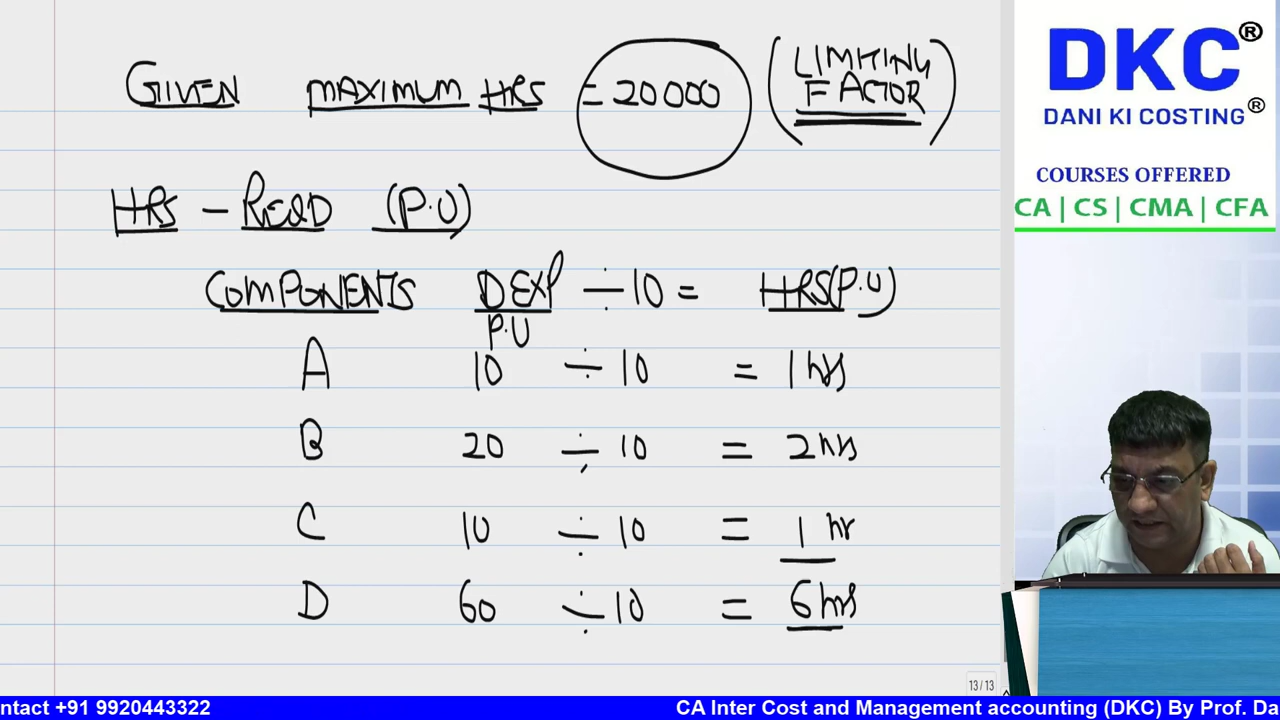 GIVEN MAXIMUM HRS = 20000 (LIMITING FACTOR)
HRS - REQD (P.U)
COMPONENTS DEXP P.U ÷ 10 = HRS(P.U)
A 10 ÷ 10 = 1 hrs
B 20 ÷ 10 = 2 hrs
C 10 ÷ 10 = 1 hr
D 60 ÷ 10 = 6 hrs
13/13
DKC®
DANI KI COSTING®
COURSES OFFERED
CA | CS | CMA | CFA
ntact +91 9920443322 CA Inter Cost and Management accounting (DKC) By Prof. Da